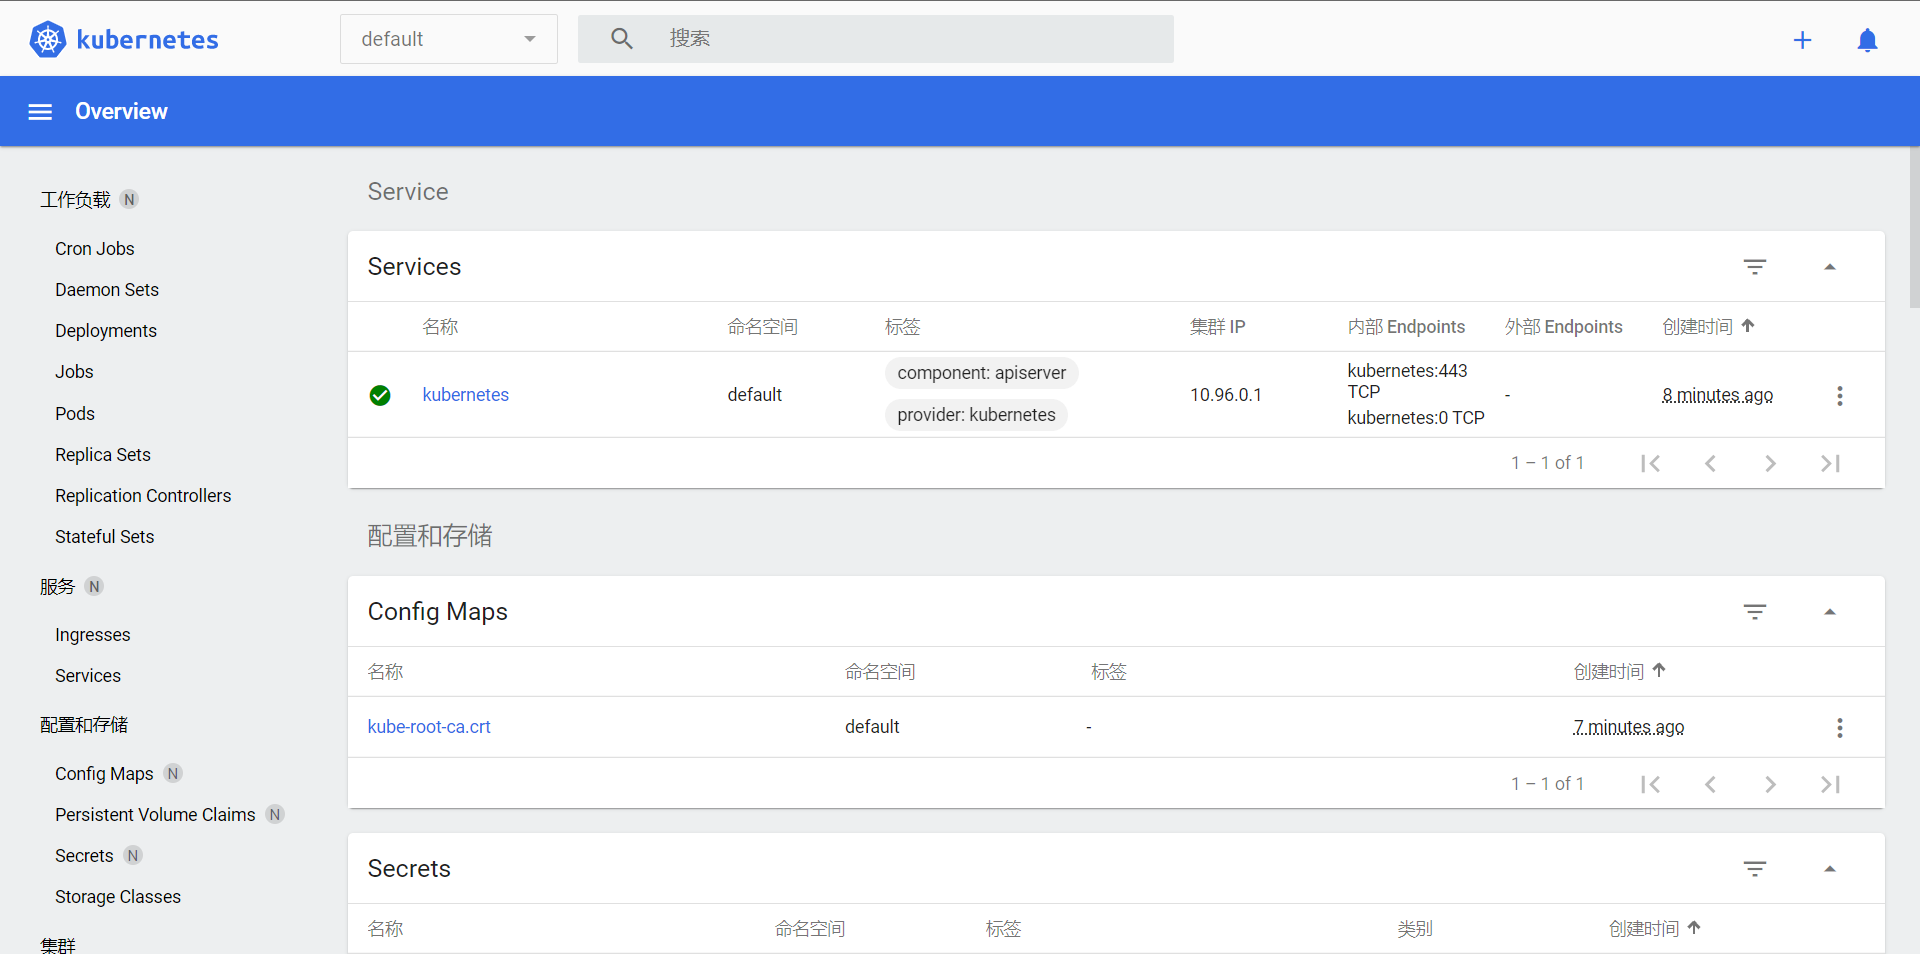 kubernetes
default
搜索
Overview
工作负载 N
Cron Jobs
Daemon Sets
Deployments
Jobs
Pods
Replica Sets
Replication Controllers
Stateful Sets
服务 N
Ingresses
Services
配置和存储
Config Maps N
Persistent Volume Claims N
Secrets N
Storage Classes
集群
Service
Services
名称 命名空间 标签 集群 IP 内部 Endpoints 外部 Endpoints 创建时间
kubernetes default component: apiserver provider: kubernetes 10.96.0.1 kubernetes:443 TCP kubernetes:0 TCP - 8 minutes ago
1 – 1 of 1
配置和存储
Config Maps
名称 命名空间 标签 创建时间
kube-root-ca.crt default - 7 minutes ago
1 – 1 of 1
Secrets
名称 命名空间 标签 类别 创建时间